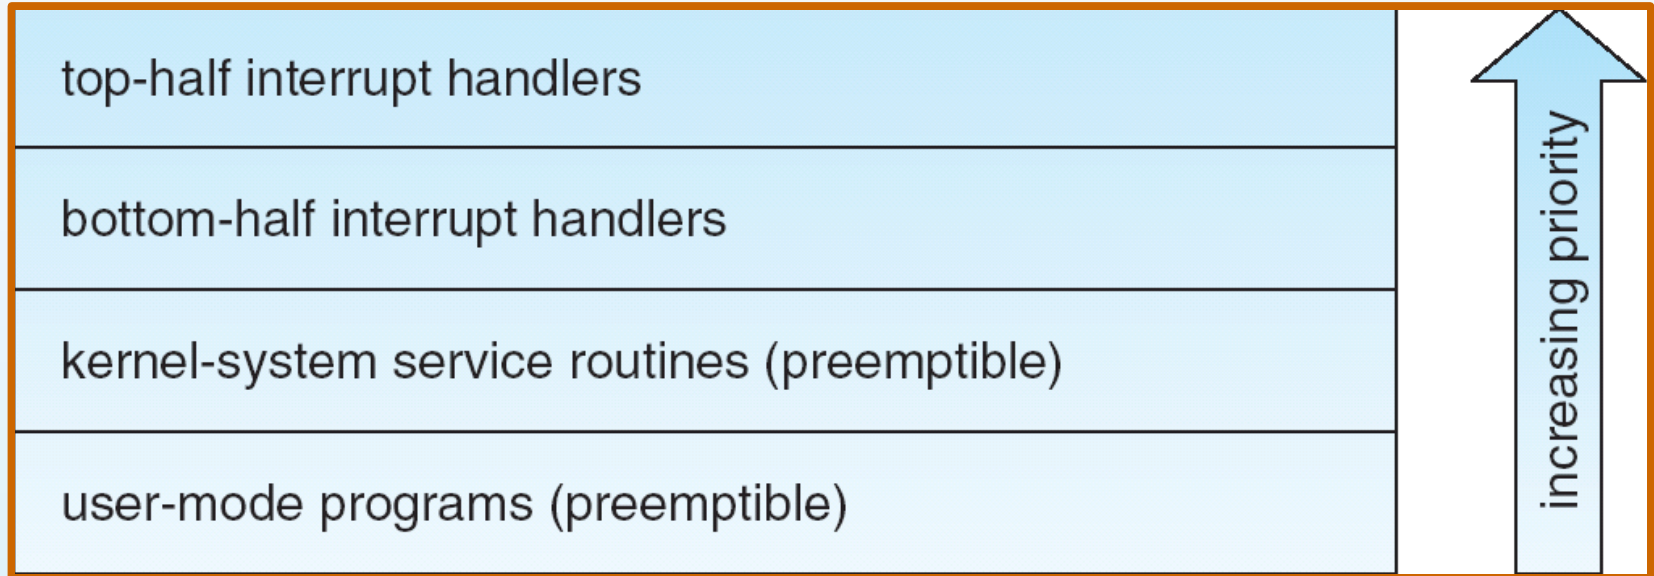 top-half interrupt handlers
bottom-half interrupt handlers
kernel-system service routines (preemptible)
user-mode programs (preemptible)
increasing priority